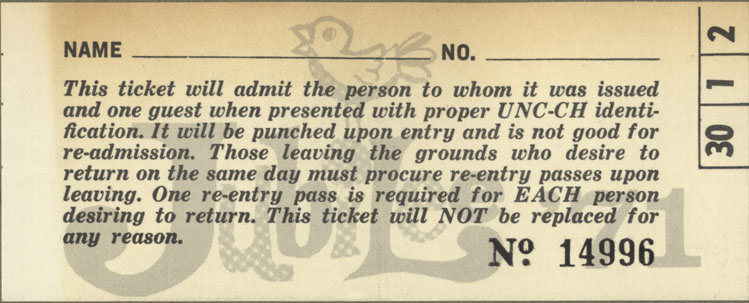 NAME NO.
This ticket will admit the person to whom it was issued
and one guest when presented with proper UNC-CH identi-
fication. It will be punched upon entry and is not good for
re-admission. Those leaving the grounds who desire to
return on the same day must procure re-entry passes upon
leaving. One re-entry pass is required for EACH person
desiring to return. This ticket will NOT be replaced for
any reason.
Nº 14996
JubiLee 71
30 1 2